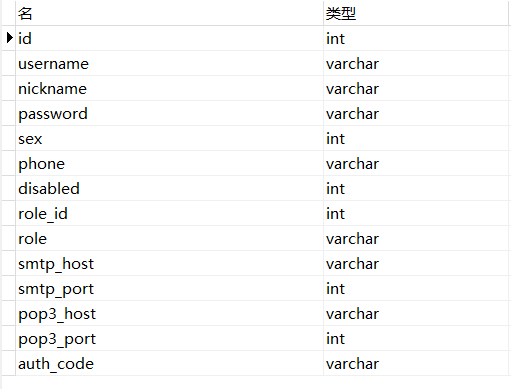 名 类型
id int
username varchar
nickname varchar
password varchar
sex int
phone varchar
disabled int
role_id int
role varchar
smtp_host varchar
smtp_port int
pop3_host varchar
pop3_port int
auth_code varchar